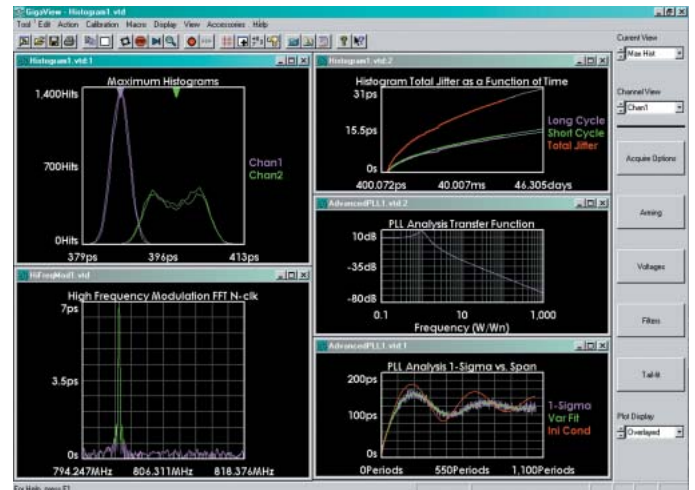 GigaView - Histogram1.vtd
Tool Edit Action Calibration Macro Display View Accessories Help
Histogram1.vtd:1
Maximum Histograms
1,400Hits
700Hits
0Hits
379ps 396ps 413ps
Chan1
Chan2
HiFreqMod1.vtd
High Frequency Modulation FFT N-clk
7ps
3.5ps
0s
794.247MHz 806.311MHz 818.376MHz
Histogram1.vtd:2
Histogram Total Jitter as a Function of Time
31ps
15.5ps
0s
Long Cycle
Short Cycle
Total Jitter
400.072ps 40.007ms 46.305days
AdvancedPLL1.vtd:2
PLL Analysis Transfer Function
10dB
-35dB
-80dB
0.1 10 1,000
Frequency (W/Wn)
AdvancedPLL1.vtd:1
PLL Analysis 1-Sigma vs. Span
200ps
100ps
0s
1-Sigma
Var Fit
Ini Cond
0Periods 550Periods 1,100Periods
Current View
Max Hist
Channel View
Chan1
Acquire Options
Arming
Voltages
Filters
Tail-fit
Plot Display
Overlayed
For Help, press F1